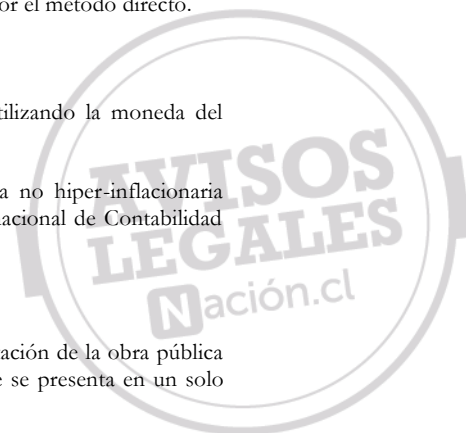 or el método directo.
tilizando la moneda del
a no hiper-inflacionaria
nacional de Contabilidad
AVISOS
LEGALES
Nación.cl
ación de la obra pública
e se presenta en un solo